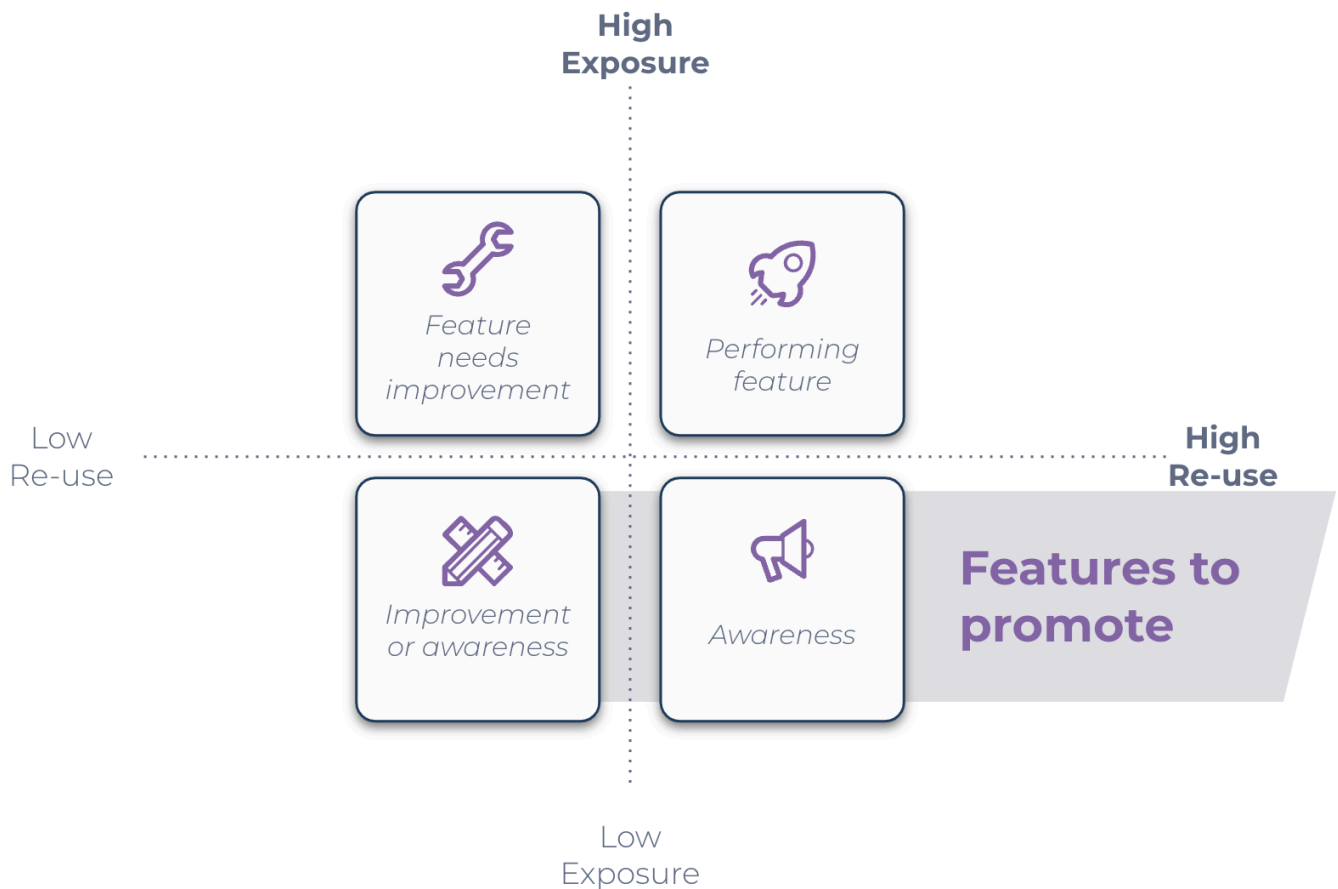 High
Exposure
Feature
needs
improvement
Performing
feature
Low
Re-use
High
Re-use
Improvement
or awareness
Awareness
Features to
promote
Low
Exposure